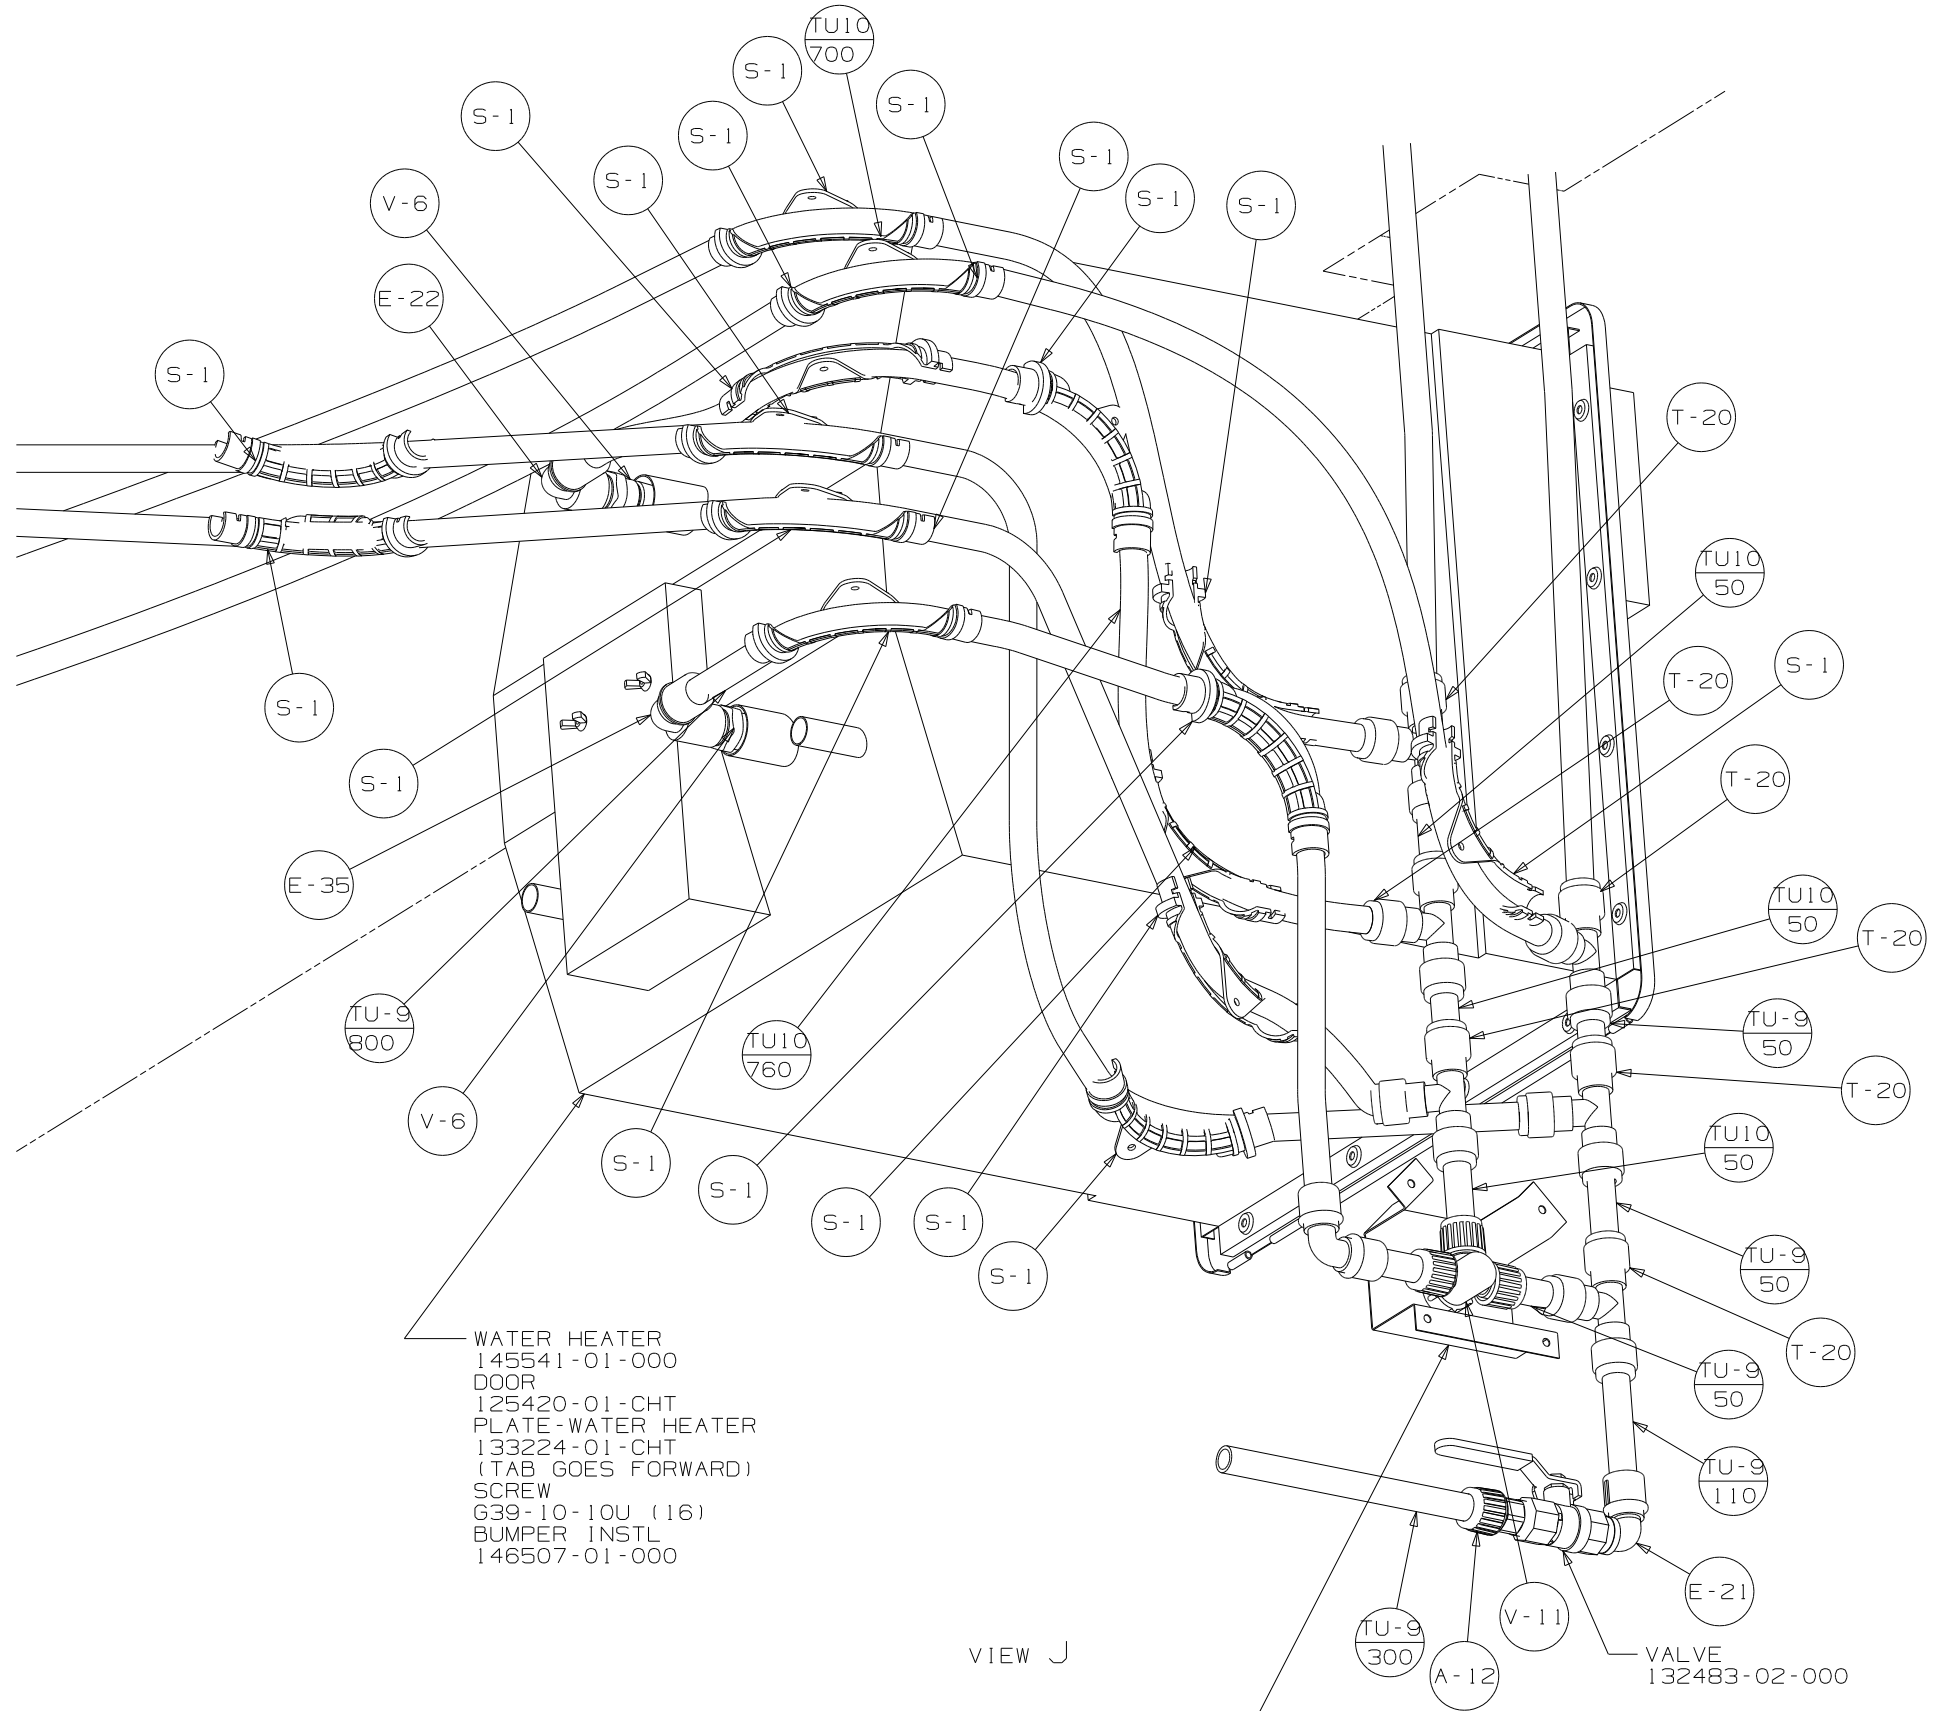 TU10
700
S-1
S-1
S-1
S-1
S-1
S-1
S-1
V-6
S-1
E-22
S-1
T-20
TU10
50
S-1
T-20
S-1
S-1
T-20
E-35
TU10
50
T-20
TU-9
800
TU10
760
TU-9
50
T-20
V-6
TU10
50
S-1
S-1
S-1
S-1
S-1
TU-9
50
T-20
TU-9
50
WATER HEATER
145541-01-000
DOOR
125420-01-CHT
PLATE-WATER HEATER
133224-01-CHT
(TAB GOES FORWARD)
SCREW
G39-10-10U (16)
BUMPER INSTL
146507-01-000
TU-9
110
E-21
V-11
TU-9
300
A-12
VALVE
132483-02-000
VIEW J